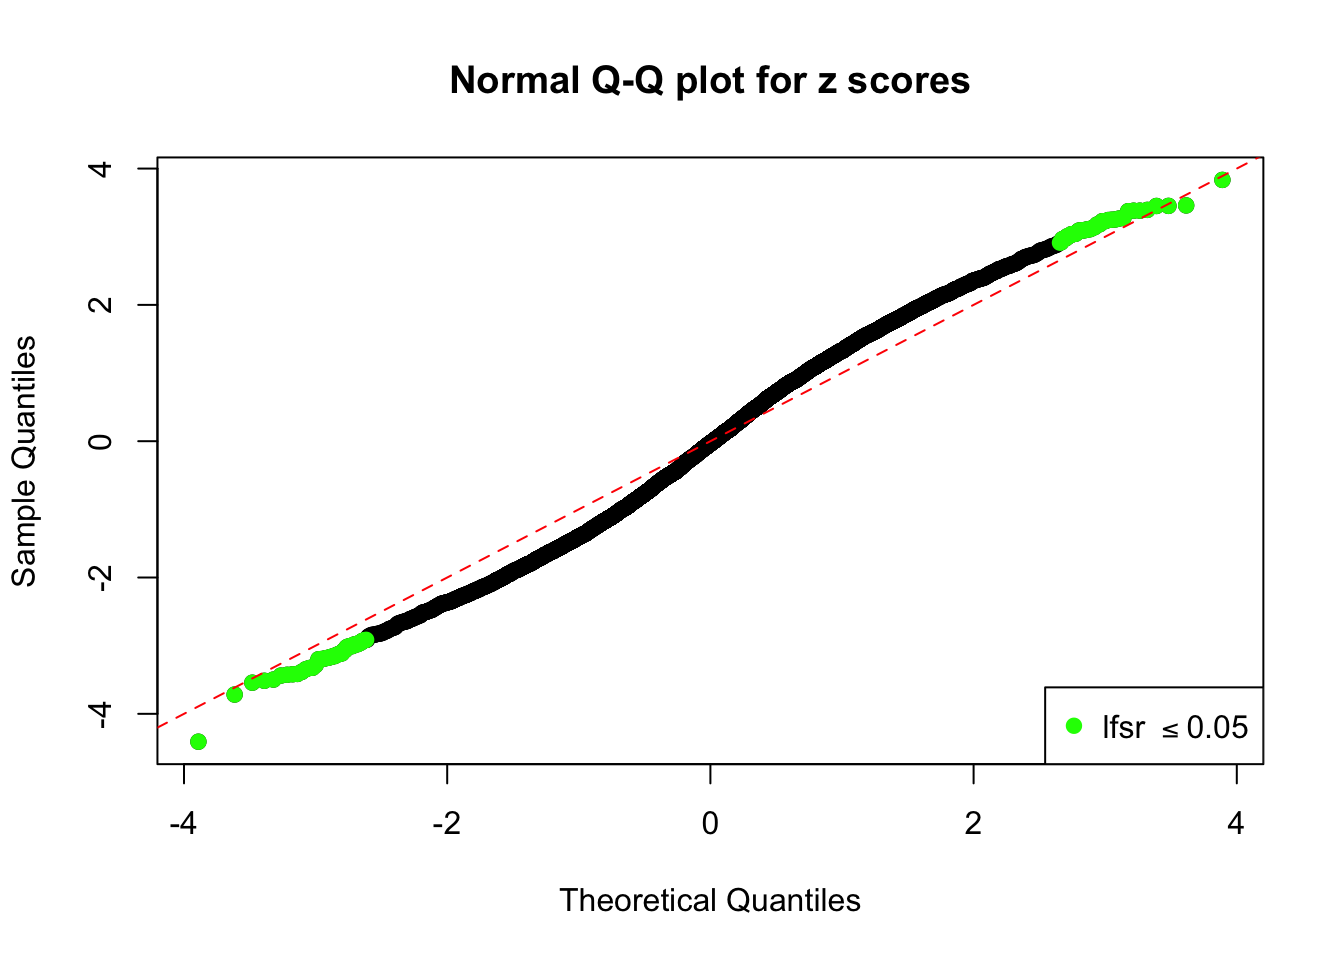 Normal Q-Q plot for z scores
Sample Quantiles
4
2
0
-2
-4
lfsr ≤ 0.05
-4 -2 0 2 4
Theoretical Quantiles